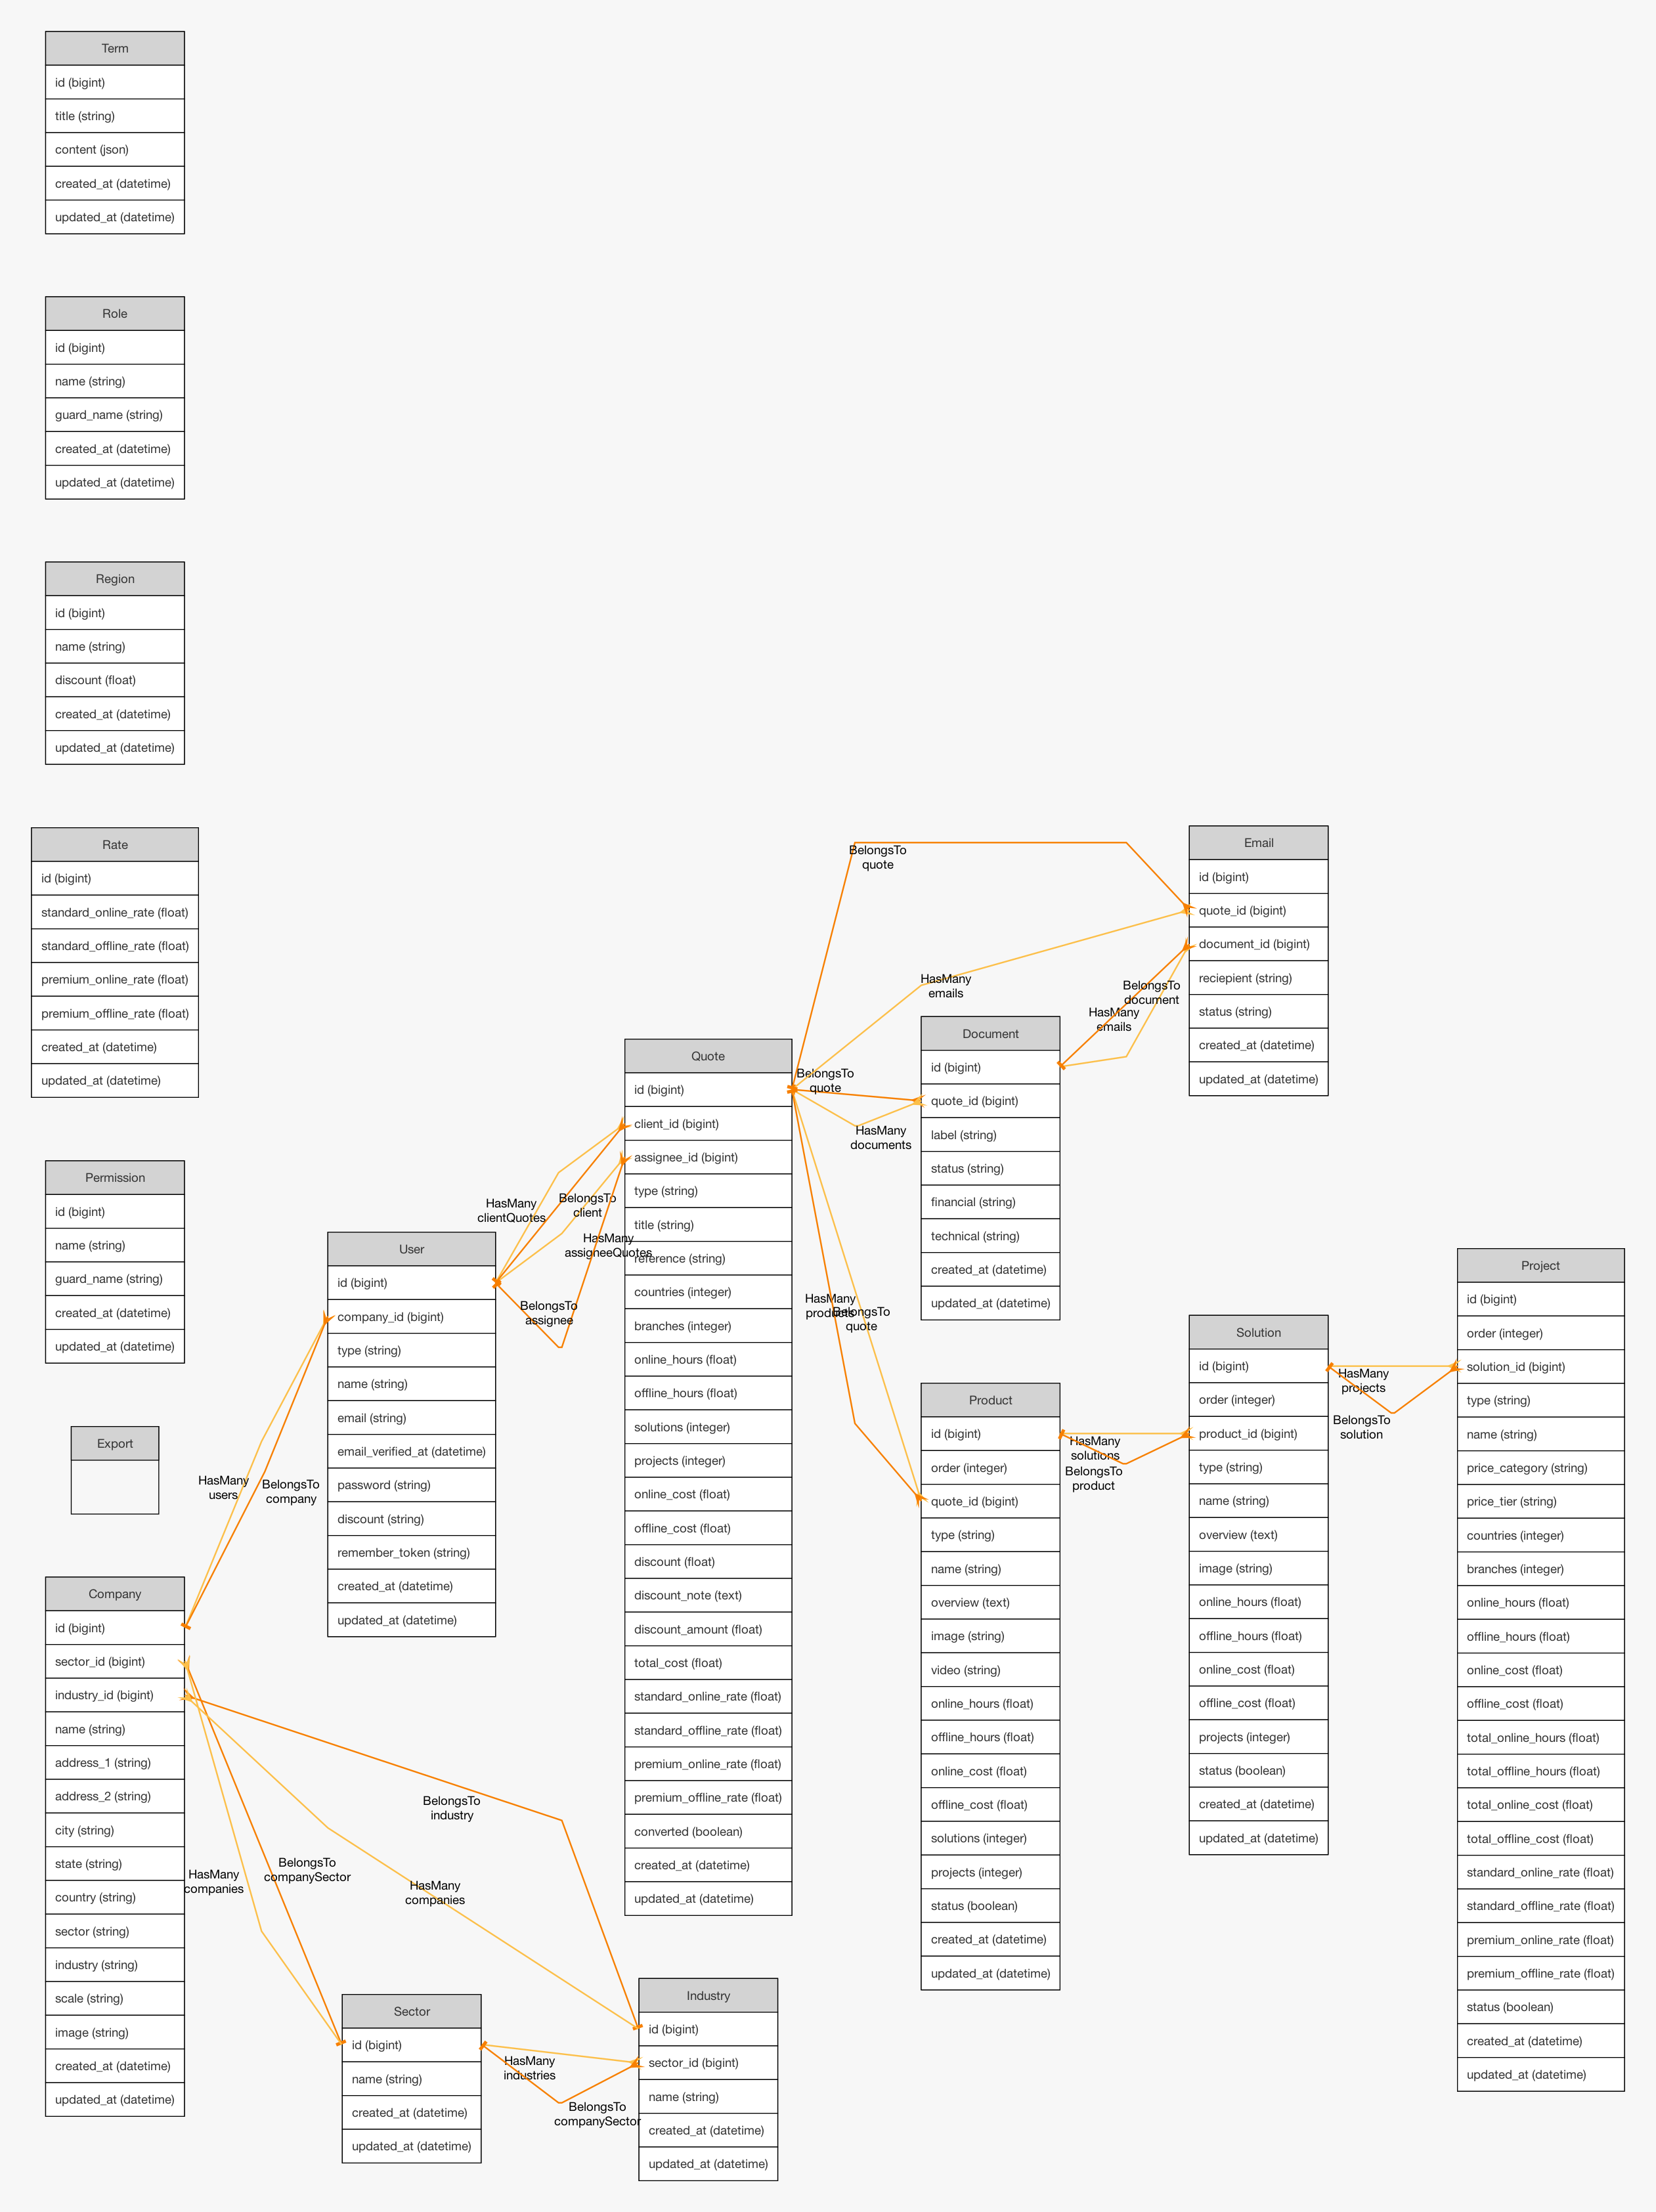 Term
id (bigint)
title (string)
content (json)
created_at (datetime)
updated_at (datetime)
Role
id (bigint)
name (string)
guard_name (string)
created_at (datetime)
updated_at (datetime)
Region
id (bigint)
name (string)
discount (float)
created_at (datetime)
updated_at (datetime)
Rate
id (bigint)
standard_online_rate (float)
standard_offline_rate (float)
premium_online_rate (float)
premium_offline_rate (float)
created_at (datetime)
updated_at (datetime)
Permission
id (bigint)
name (string)
guard_name (string)
created_at (datetime)
updated_at (datetime)
Export
Company
id (bigint)
sector_id (bigint)
industry_id (bigint)
name (string)
address_1 (string)
address_2 (string)
city (string)
state (string)
country (string)
sector (string)
industry (string)
scale (string)
image (string)
created_at (datetime)
updated_at (datetime)
HasMany
users
BelongsTo
company
HasMany
companies
BelongsTo
companySector
BelongsTo
industry
HasMany
companies
User
id (bigint)
company_id (bigint)
type (string)
name (string)
email (string)
email_verified_at (datetime)
password (string)
discount (string)
remember_token (string)
created_at (datetime)
updated_at (datetime)
Sector
id (bigint)
name (string)
created_at (datetime)
updated_at (datetime)
HasMany
industries
BelongsTo
companySector
Industry
id (bigint)
sector_id (bigint)
name (string)
created_at (datetime)
updated_at (datetime)
HasMany
clientQuotes
BelongsTo
client
HasMany
assigneeQuotes
BelongsTo
assignee
Quote
id (bigint)
client_id (bigint)
assignee_id (bigint)
type (string)
title (string)
reference (string)
countries (integer)
branches (integer)
online_hours (float)
offline_hours (float)
solutions (integer)
projects (integer)
online_cost (float)
offline_cost (float)
discount (float)
discount_note (text)
discount_amount (float)
total_cost (float)
standard_online_rate (float)
standard_offline_rate (float)
premium_online_rate (float)
premium_offline_rate (float)
converted (boolean)
created_at (datetime)
updated_at (datetime)
BelongsTo
quote
HasMany
emails
BelongsTo
quote
HasMany
documents
HasMany
products
BelongsTo
quote
Document
id (bigint)
quote_id (bigint)
label (string)
status (string)
financial (string)
technical (string)
created_at (datetime)
updated_at (datetime)
BelongsTo
document
HasMany
emails
Email
id (bigint)
quote_id (bigint)
document_id (bigint)
reciepient (string)
status (string)
created_at (datetime)
updated_at (datetime)
Product
id (bigint)
order (integer)
quote_id (bigint)
type (string)
name (string)
overview (text)
image (string)
video (string)
online_hours (float)
offline_hours (float)
online_cost (float)
offline_cost (float)
solutions (integer)
projects (integer)
status (boolean)
created_at (datetime)
updated_at (datetime)
HasMany
solutions
BelongsTo
product
Solution
id (bigint)
order (integer)
product_id (bigint)
type (string)
name (string)
overview (text)
image (string)
online_hours (float)
offline_hours (float)
online_cost (float)
offline_cost (float)
projects (integer)
status (boolean)
created_at (datetime)
updated_at (datetime)
HasMany
projects
BelongsTo
solution
Project
id (bigint)
order (integer)
solution_id (bigint)
type (string)
name (string)
price_category (string)
price_tier (string)
countries (integer)
branches (integer)
online_hours (float)
offline_hours (float)
online_cost (float)
offline_cost (float)
total_online_hours (float)
total_offline_hours (float)
total_online_cost (float)
total_offline_cost (float)
standard_online_rate (float)
standard_offline_rate (float)
premium_online_rate (float)
premium_offline_rate (float)
status (boolean)
created_at (datetime)
updated_at (datetime)